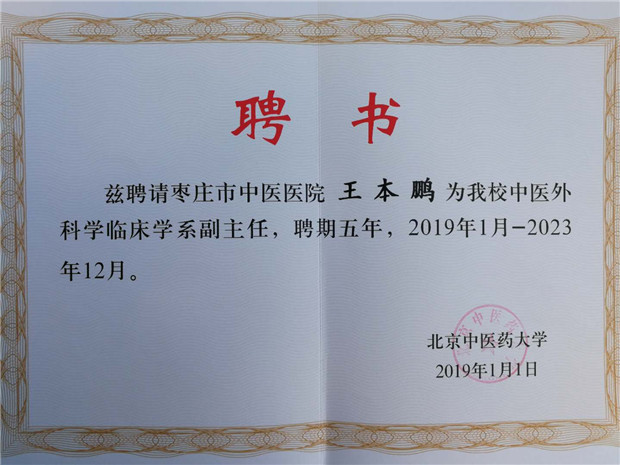 聘书
兹聘请枣庄市中医医院 王本鹏 为我校中医外
科学临床学系副主任，聘期五年，2019年1月-2023
年12月。
北京中医药大学
2019年1月1日